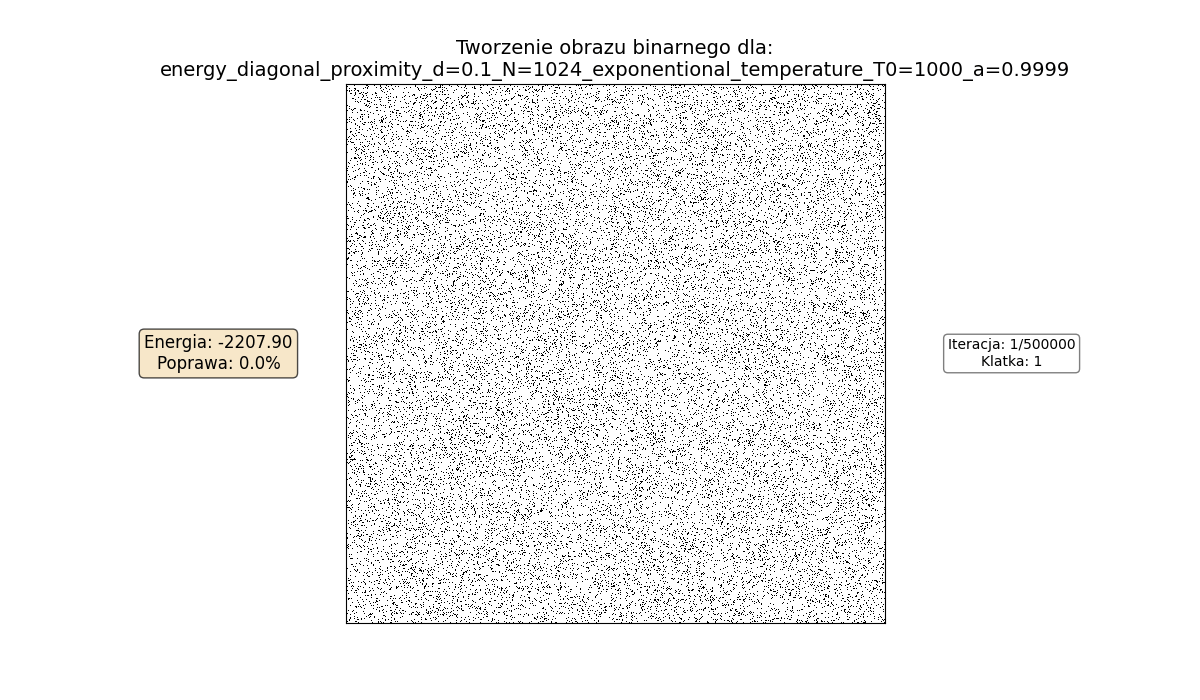 Tworzenie obrazu binarnego dla:
energy_diagonal_proximity_d=0.1_N=1024_exponentional_temperature_T0=1000_a=0.9999
Energia: -2207.90
Poprawa: 0.0%
Iteracja: 1/500000
Klatka: 1